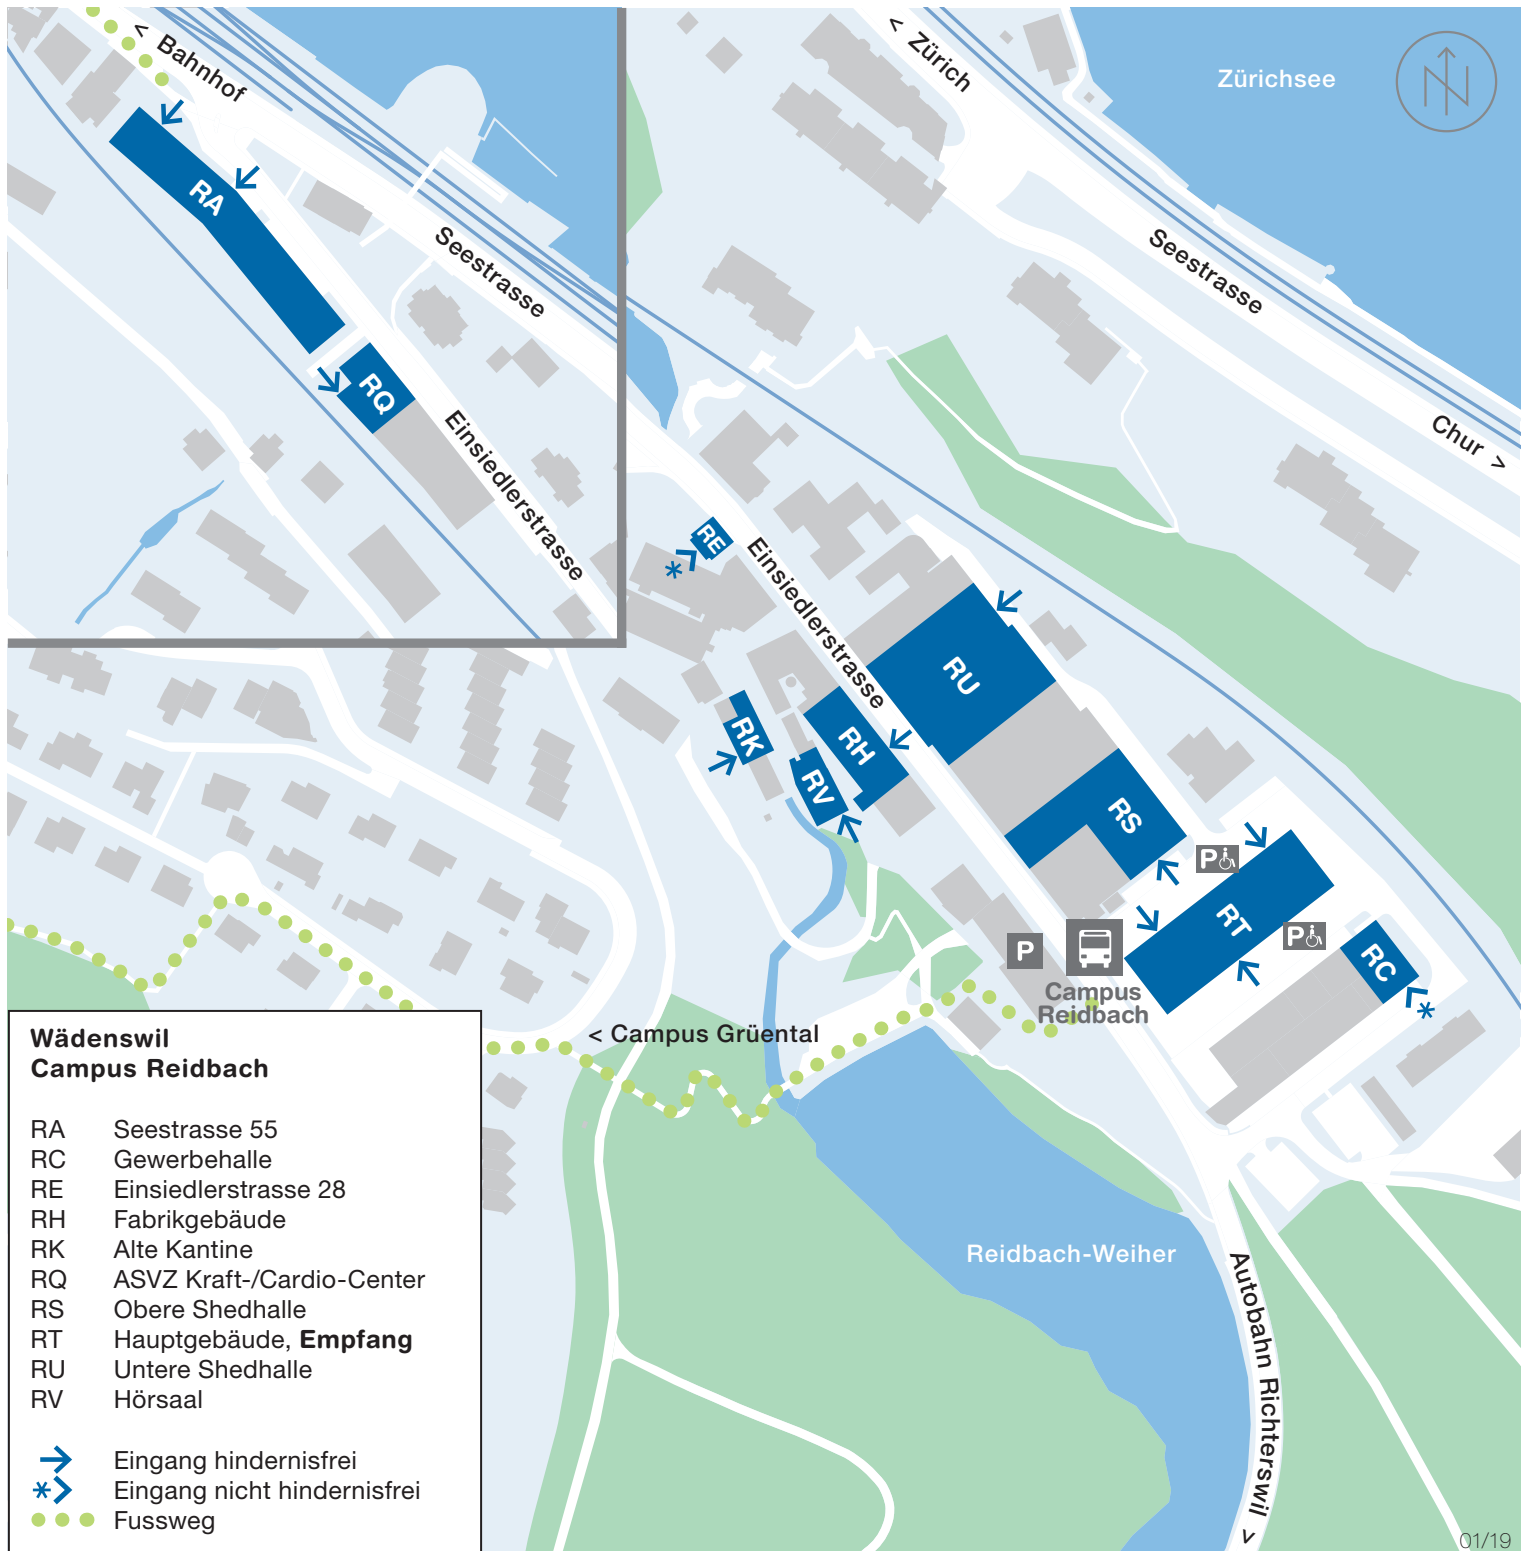 < Bahnhof
< Zürich
Zürichsee
N
RA
Seestrasse
Seestrasse
RQ
Einsiedlerstrasse
Chur >
RE
*
Einsiedlerstrasse
RU
RK
RH
RV
RS
P
RT
P
P
RC
*
Campus
Reidbach
< Campus Grüental
Wädenswil
Campus Reidbach
RA Seestrasse 55
RC Gewerbehalle
RE Einsiedlerstrasse 28
RH Fabrikgebäude
RK Alte Kantine
RQ ASVZ Kraft-/Cardio-Center
RS Obere Shedhalle
RT Hauptgebäude, Empfang
RU Untere Shedhalle
RV Hörsaal
Eingang hindernisfrei
* Eingang nicht hindernisfrei
Fussweg
Reidbach-Weiher
Autobahn Richterswil >
01/19